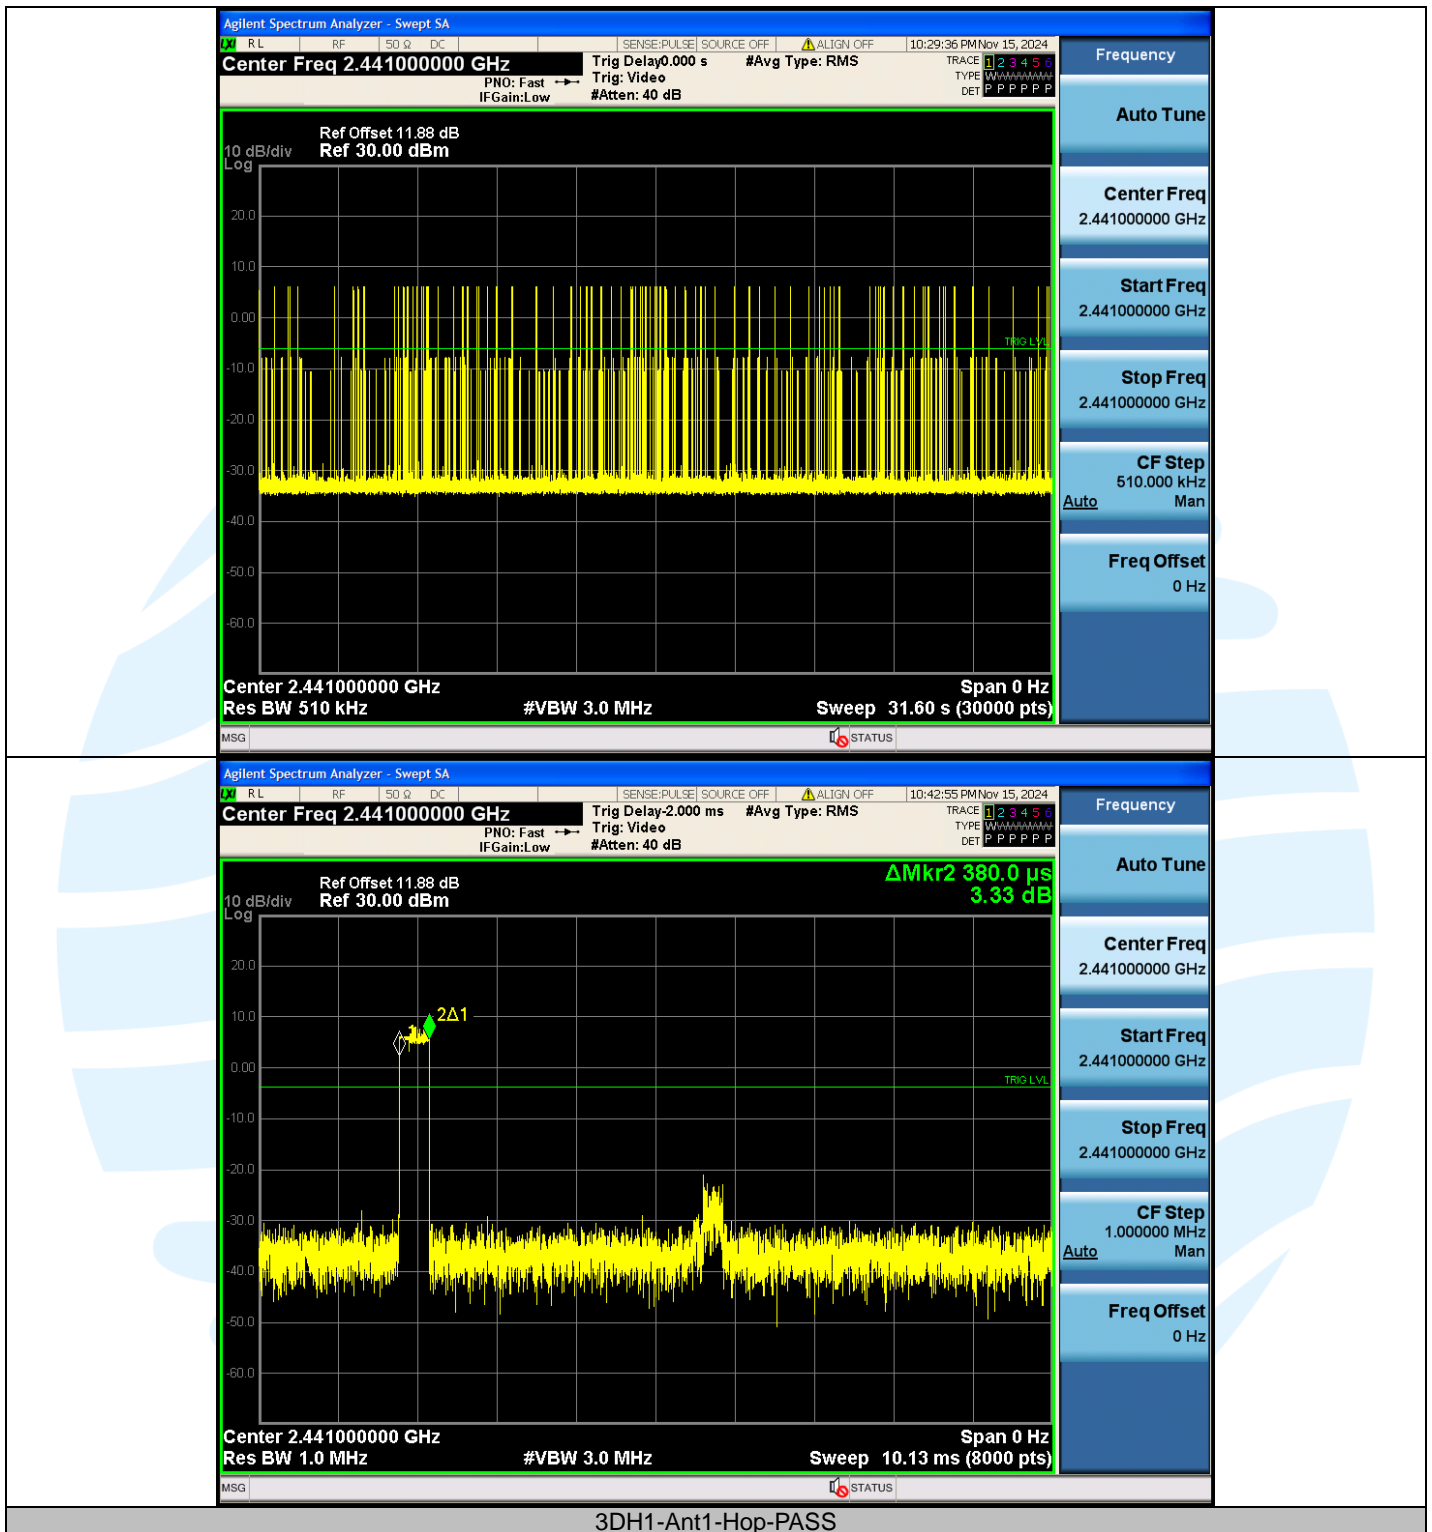 Agilent Spectrum Analyzer - Swept SA
LXI RL RF 50 Ω DC SENSE:PULSE SOURCE OFF ALIGN OFF 10:29:36 PM Nov 15, 2024
Center Freq 2.441000000 GHz Trig Delay0.000 s #Avg Type: RMS TRACE 1 2 3 4 5 6
PNO: Fast Trig: Video TYPE WWWWWW
IFGain:Low #Atten: 40 dB DET P P P P P P
Ref Offset 11.88 dB
10 dB/div Ref 30.00 dBm
Log
20.0
10.0
0.00
TRIG LVL
-10.0
-20.0
-30.0
-40.0
-50.0
-60.0
Center 2.441000000 GHz Span 0 Hz
Res BW 510 kHz #VBW 3.0 MHz Sweep 31.60 s (30000 pts)
MSG STATUS
Frequency
Auto Tune
Center Freq
2.441000000 GHz
Start Freq
2.441000000 GHz
Stop Freq
2.441000000 GHz
CF Step
510.000 kHz
Auto Man
Freq Offset
0 Hz
Agilent Spectrum Analyzer - Swept SA
LXI RL RF 50 Ω DC SENSE:PULSE SOURCE OFF ALIGN OFF 10:42:55 PM Nov 15, 2024
Center Freq 2.441000000 GHz Trig Delay-2.000 ms #Avg Type: RMS TRACE 1 2 3 4 5 6
PNO: Fast Trig: Video TYPE WWWWWW
IFGain:Low #Atten: 40 dB DET P P P P P P
ΔMkr2 380.0 µs
3.33 dB
Ref Offset 11.88 dB
10 dB/div Ref 30.00 dBm
Log
20.0
10.0
2Δ1
0.00
TRIG LVL
-10.0
-20.0
-30.0
-40.0
-50.0
-60.0
Center 2.441000000 GHz Span 0 Hz
Res BW 1.0 MHz #VBW 3.0 MHz Sweep 10.13 ms (8000 pts)
MSG STATUS
Frequency
Auto Tune
Center Freq
2.441000000 GHz
Start Freq
2.441000000 GHz
Stop Freq
2.441000000 GHz
CF Step
1.000000 MHz
Auto Man
Freq Offset
0 Hz
3DH1-Ant1-Hop-PASS